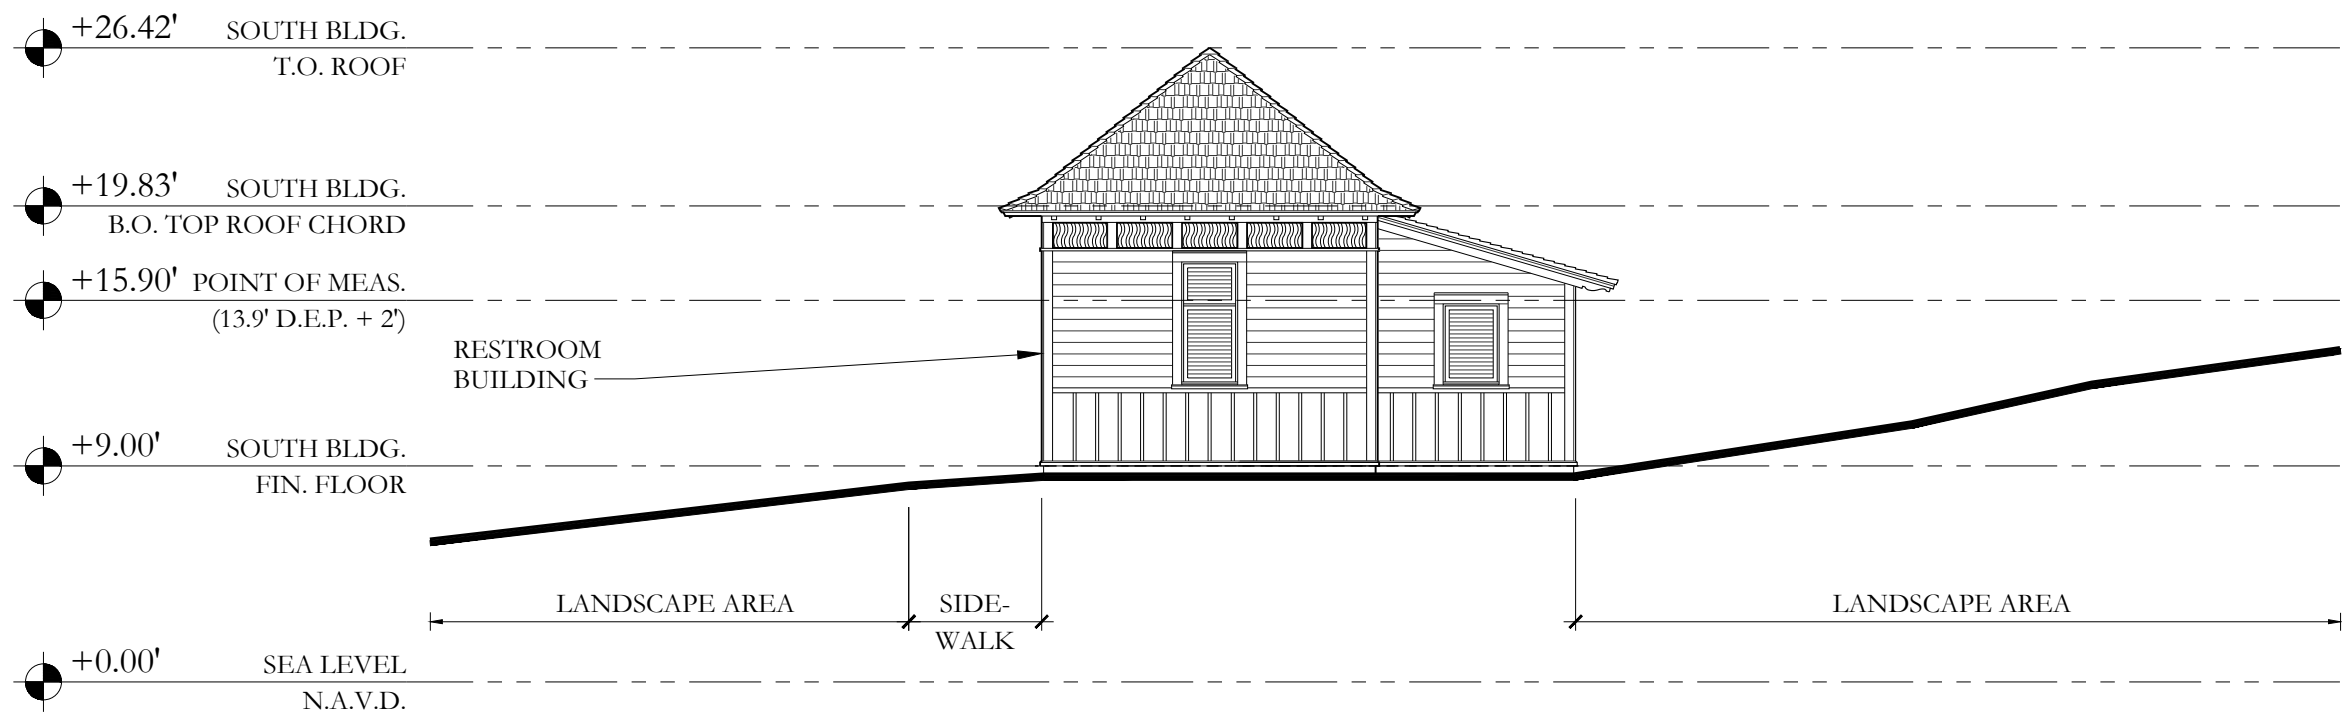 +26.42' SOUTH BLDG.
T.O. ROOF
+19.83' SOUTH BLDG.
B.O. TOP ROOF CHORD
+15.90' POINT OF MEAS.
(13.9' D.E.P. + 2')
RESTROOM
BUILDING
+9.00' SOUTH BLDG.
FIN. FLOOR
LANDSCAPE AREA
SIDE-
WALK
LANDSCAPE AREA
+0.00' SEA LEVEL
N.A.V.D.